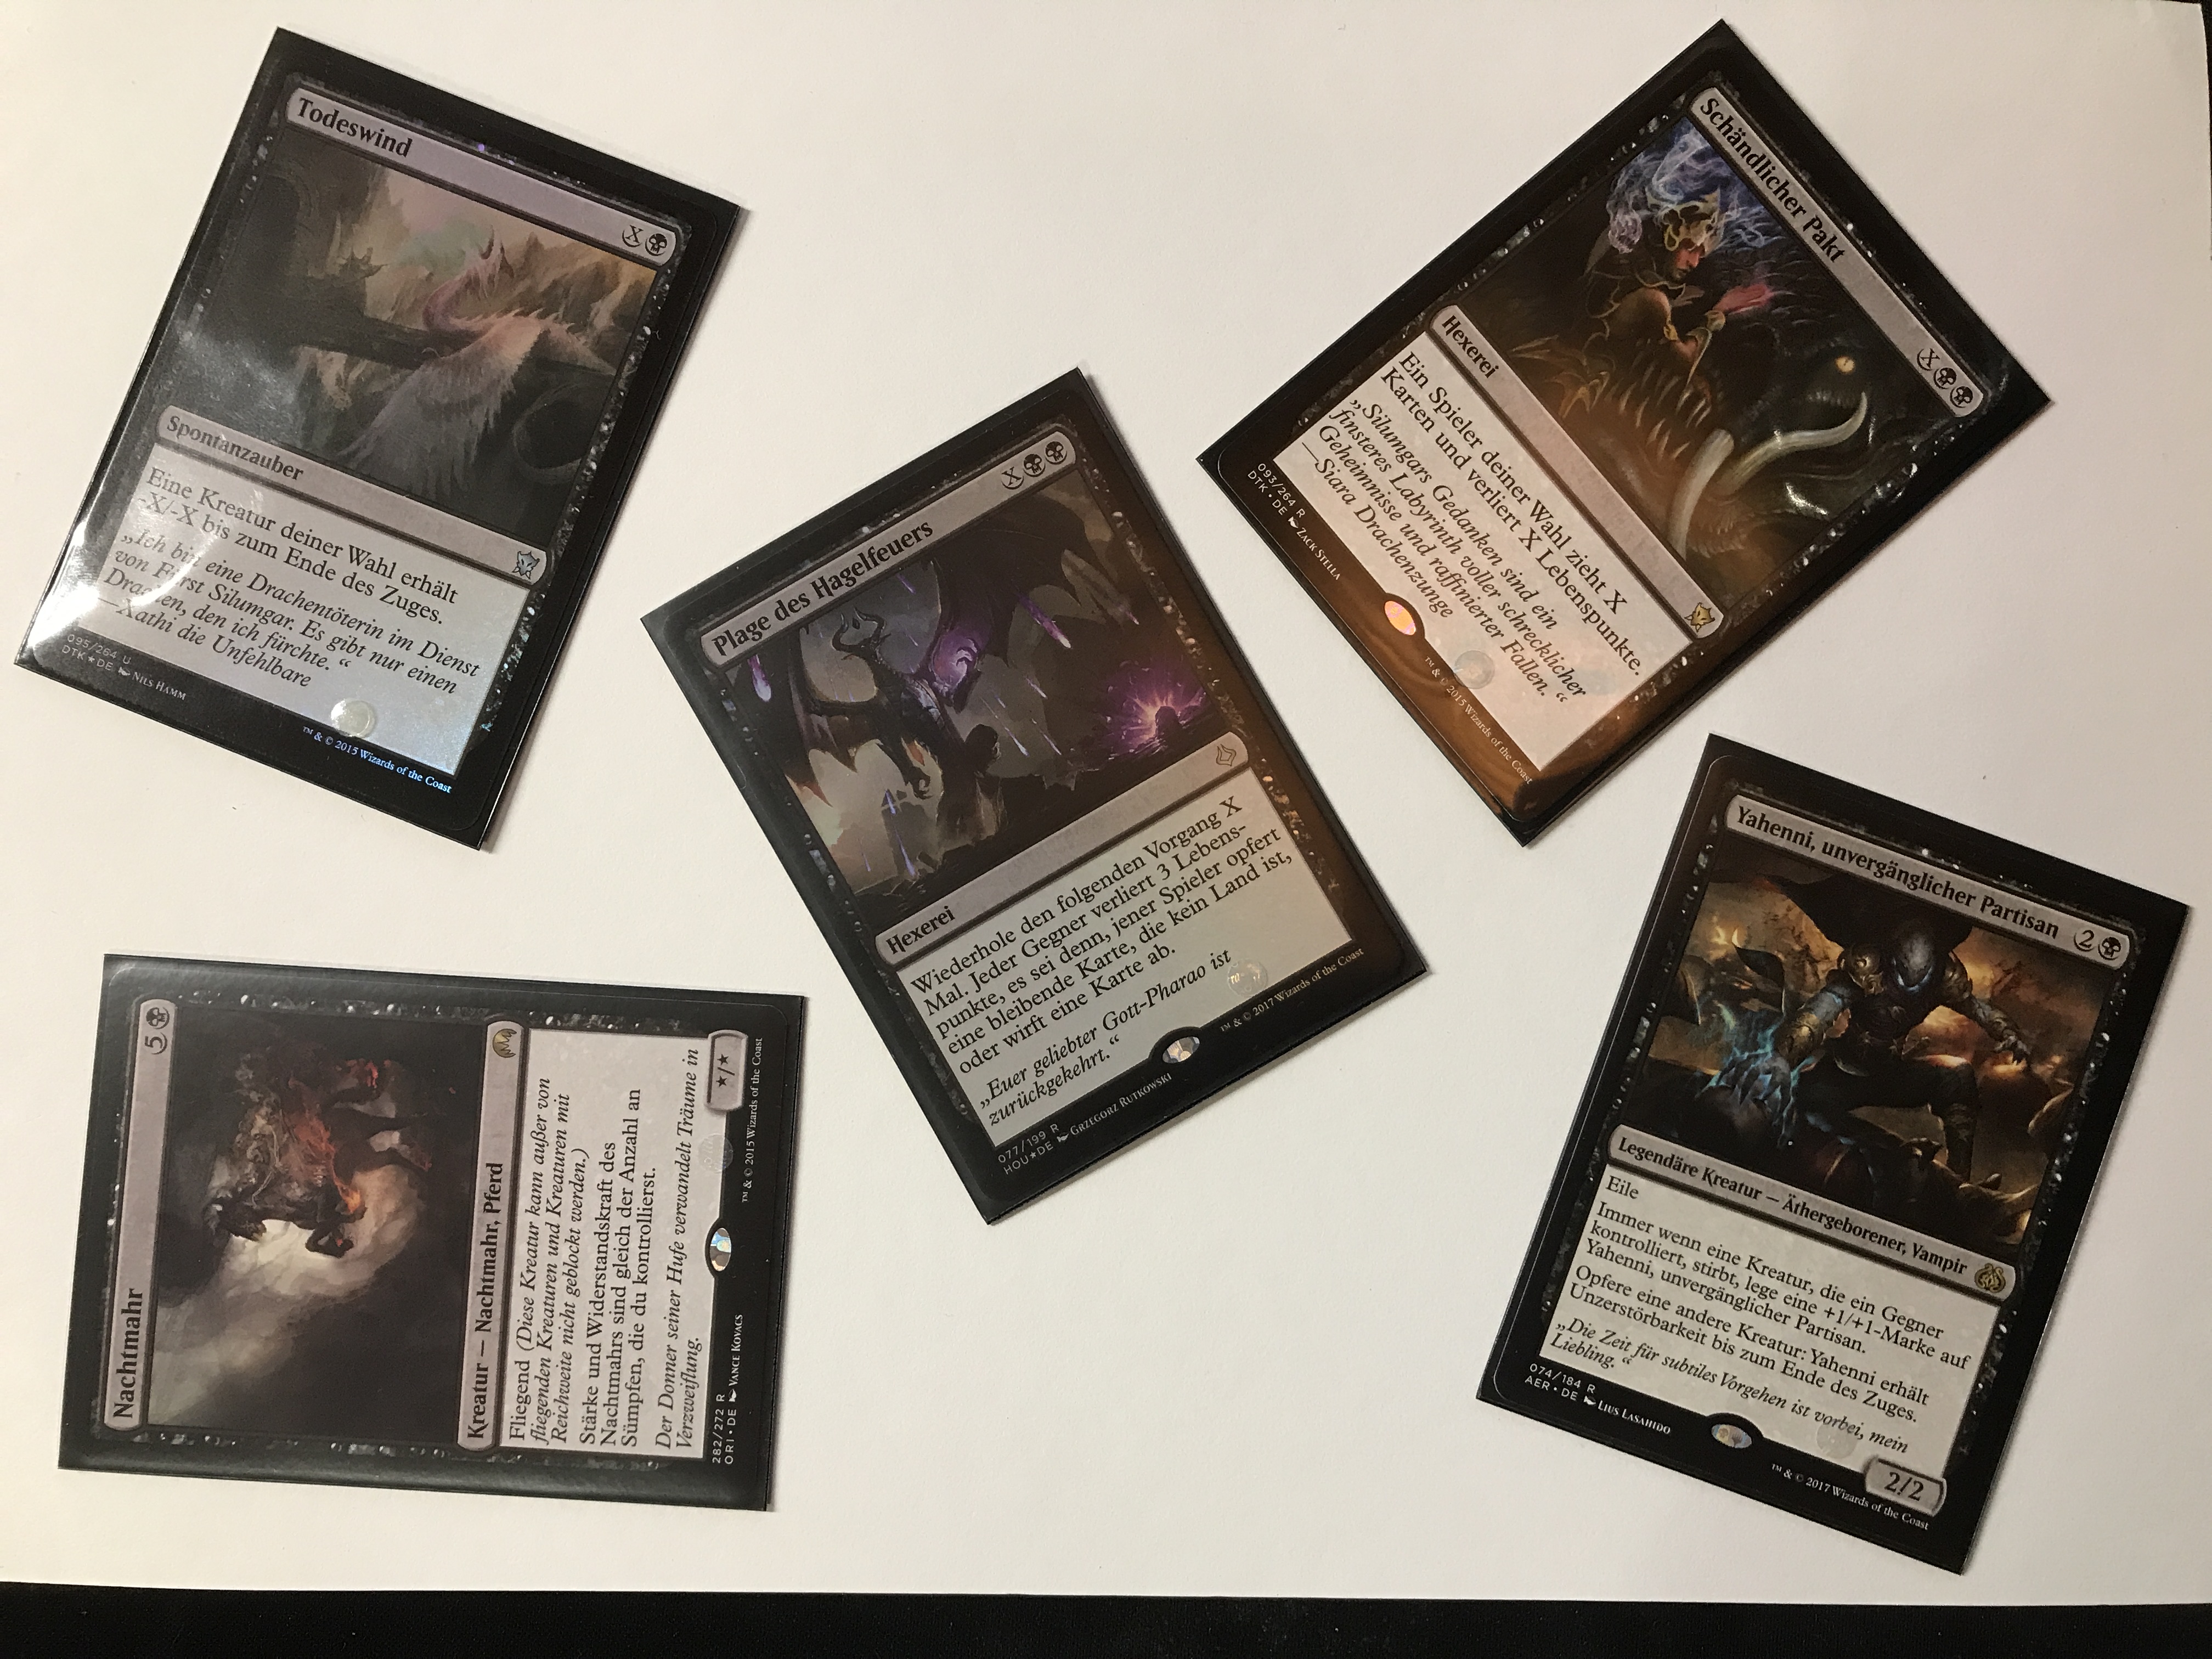 Nachtmahr
5
Kreatur — Nachtmahr, Pferd
Fliegend (Diese Kreatur kann außer von
fliegenden Kreaturen und Kreaturen mit
Reichweite nicht geblockt werden.)
Stärke und Widerstandskraft des
Nachtmahrs sind gleich der Anzahl an
Sümpfen, die du kontrollierst.
Der Donner seiner Hufe verwandelt Träume in
Verzweiflung.
★/★
282/272 R
ORI • DE VANCE KOVACS
™ & © 2015 Wizards of the Coast
Todeswind
X
Spontanzauber
Eine Kreatur deiner Wahl erhält
-X/-X bis zum Ende des Zuges.
„Ich bin eine Drachentöterin im Dienst
von Fürst Silumgar. Es gibt nur einen
Drachen, den ich fürchte.“
—Xathi die Unfehlbare
095/264 U
DTK★DE NILS HAMM
™ & © 2015 Wizards of the Coast
Plage des Hagelfeuers
X
Hexerei
Wiederhole den folgenden Vorgang X
Mal. Jeder Gegner verliert 3 Lebens-
punkte, es sei denn, jener Spieler opfert
eine bleibende Karte, die kein Land ist,
oder wirft eine Karte ab.
„Euer geliebter Gott-Pharao ist
zurückgekehrt.“
077/199 R
HOU★DE GRZEGORZ RUTKOWSKI
™ & © 2017 Wizards of the Coast
Schändlicher Pakt
X
Hexerei
Ein Spieler deiner Wahl zieht X
Karten und verliert X Lebenspunkte.
„Silumgars Gedanken sind ein
finsteres Labyrinth voller schrecklicher
Geheimnisse und raffinierter Fallen.“
—Siara Drachenzunge
093/264 R
DTK • DE ZACK STELLA
™ & © 2015 Wizards of the Coast
Yahenni, unvergänglicher Partisan
2
Legendäre Kreatur — Äthergeborener, Vampir
Eile
Immer wenn eine Kreatur, die ein Gegner
kontrolliert, stirbt, lege eine +1/+1-Marke auf
Yahenni, unvergänglicher Partisan.
Opfere eine andere Kreatur: Yahenni erhält
Unzerstörbarkeit bis zum Ende des Zuges.
„Die Zeit für subtiles Vorgehen ist vorbei, mein
Liebling.“
2/2
074/184 R
AER • DE LIUS LASAHIDO
™ & © 2017 Wizards of the Coast